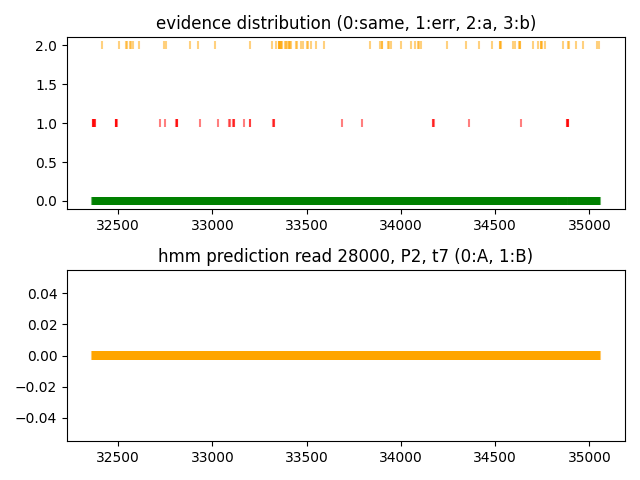 evidence distribution (0:same, 1:err, 2:a, 3:b)
2.0
1.5
1.0
0.5
0.0
32500 33000 33500 34000 34500 35000
hmm prediction read 28000, P2, t7 (0:A, 1:B)
0.04
0.02
0.00
−0.02
−0.04
32500 33000 33500 34000 34500 35000